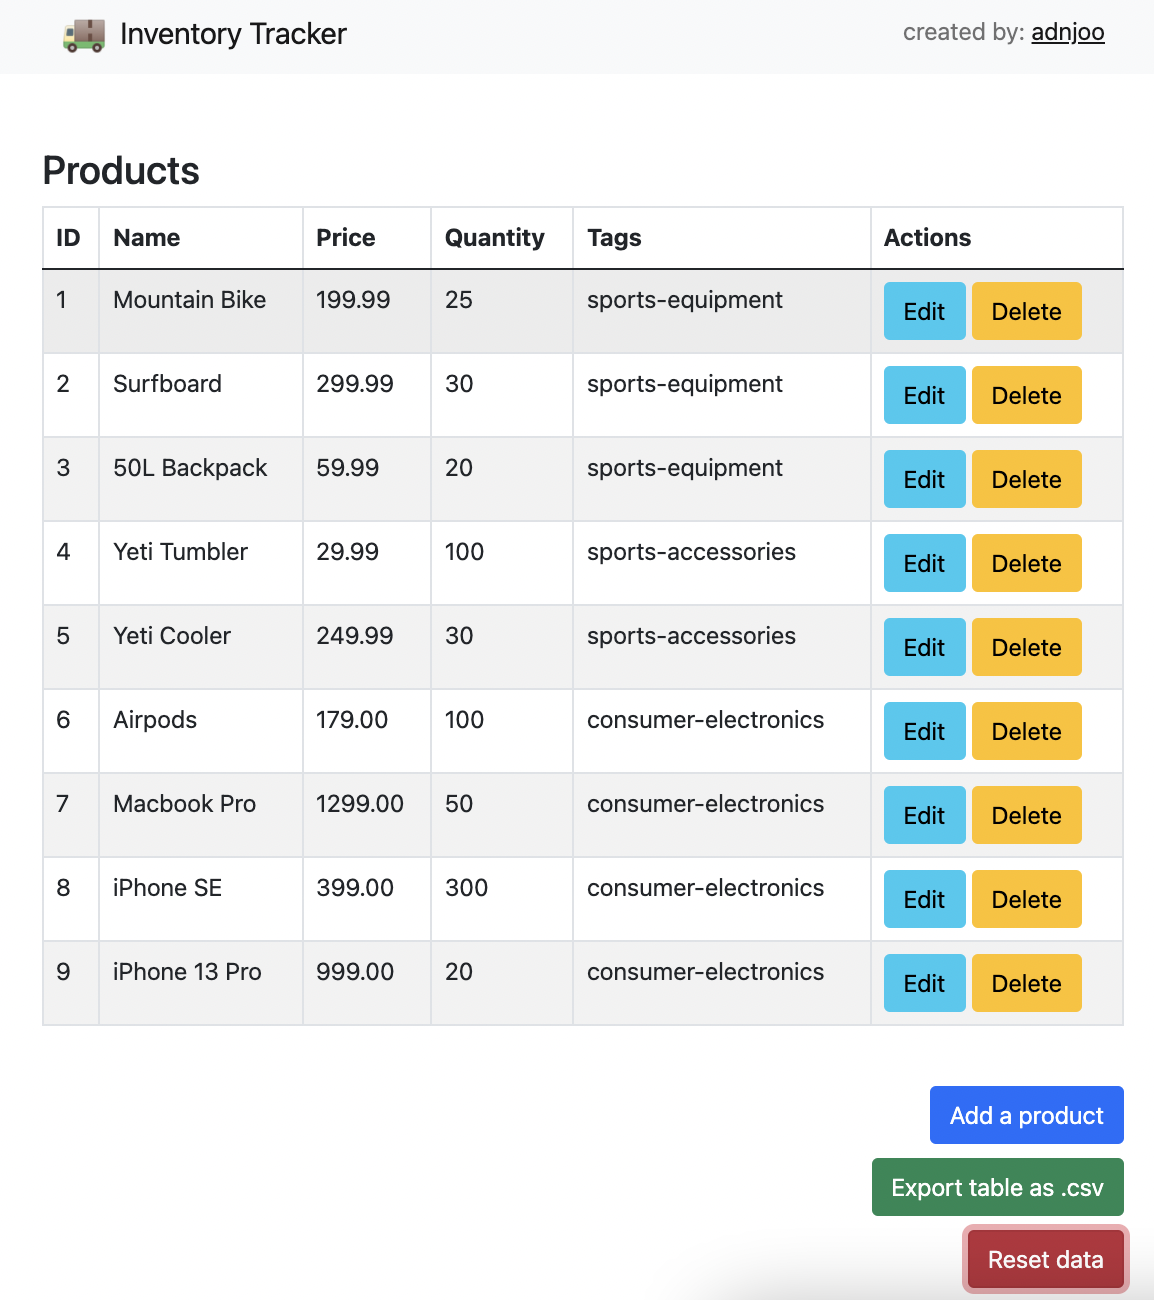 Inventory Tracker created by: adnjoo
Products
ID Name Price Quantity Tags Actions
1 Mountain Bike 199.99 25 sports-equipment Edit Delete
2 Surfboard 299.99 30 sports-equipment Edit Delete
3 50L Backpack 59.99 20 sports-equipment Edit Delete
4 Yeti Tumbler 29.99 100 sports-accessories Edit Delete
5 Yeti Cooler 249.99 30 sports-accessories Edit Delete
6 Airpods 179.00 100 consumer-electronics Edit Delete
7 Macbook Pro 1299.00 50 consumer-electronics Edit Delete
8 iPhone SE 399.00 300 consumer-electronics Edit Delete
9 iPhone 13 Pro 999.00 20 consumer-electronics Edit Delete
Add a product
Export table as .csv
Reset data